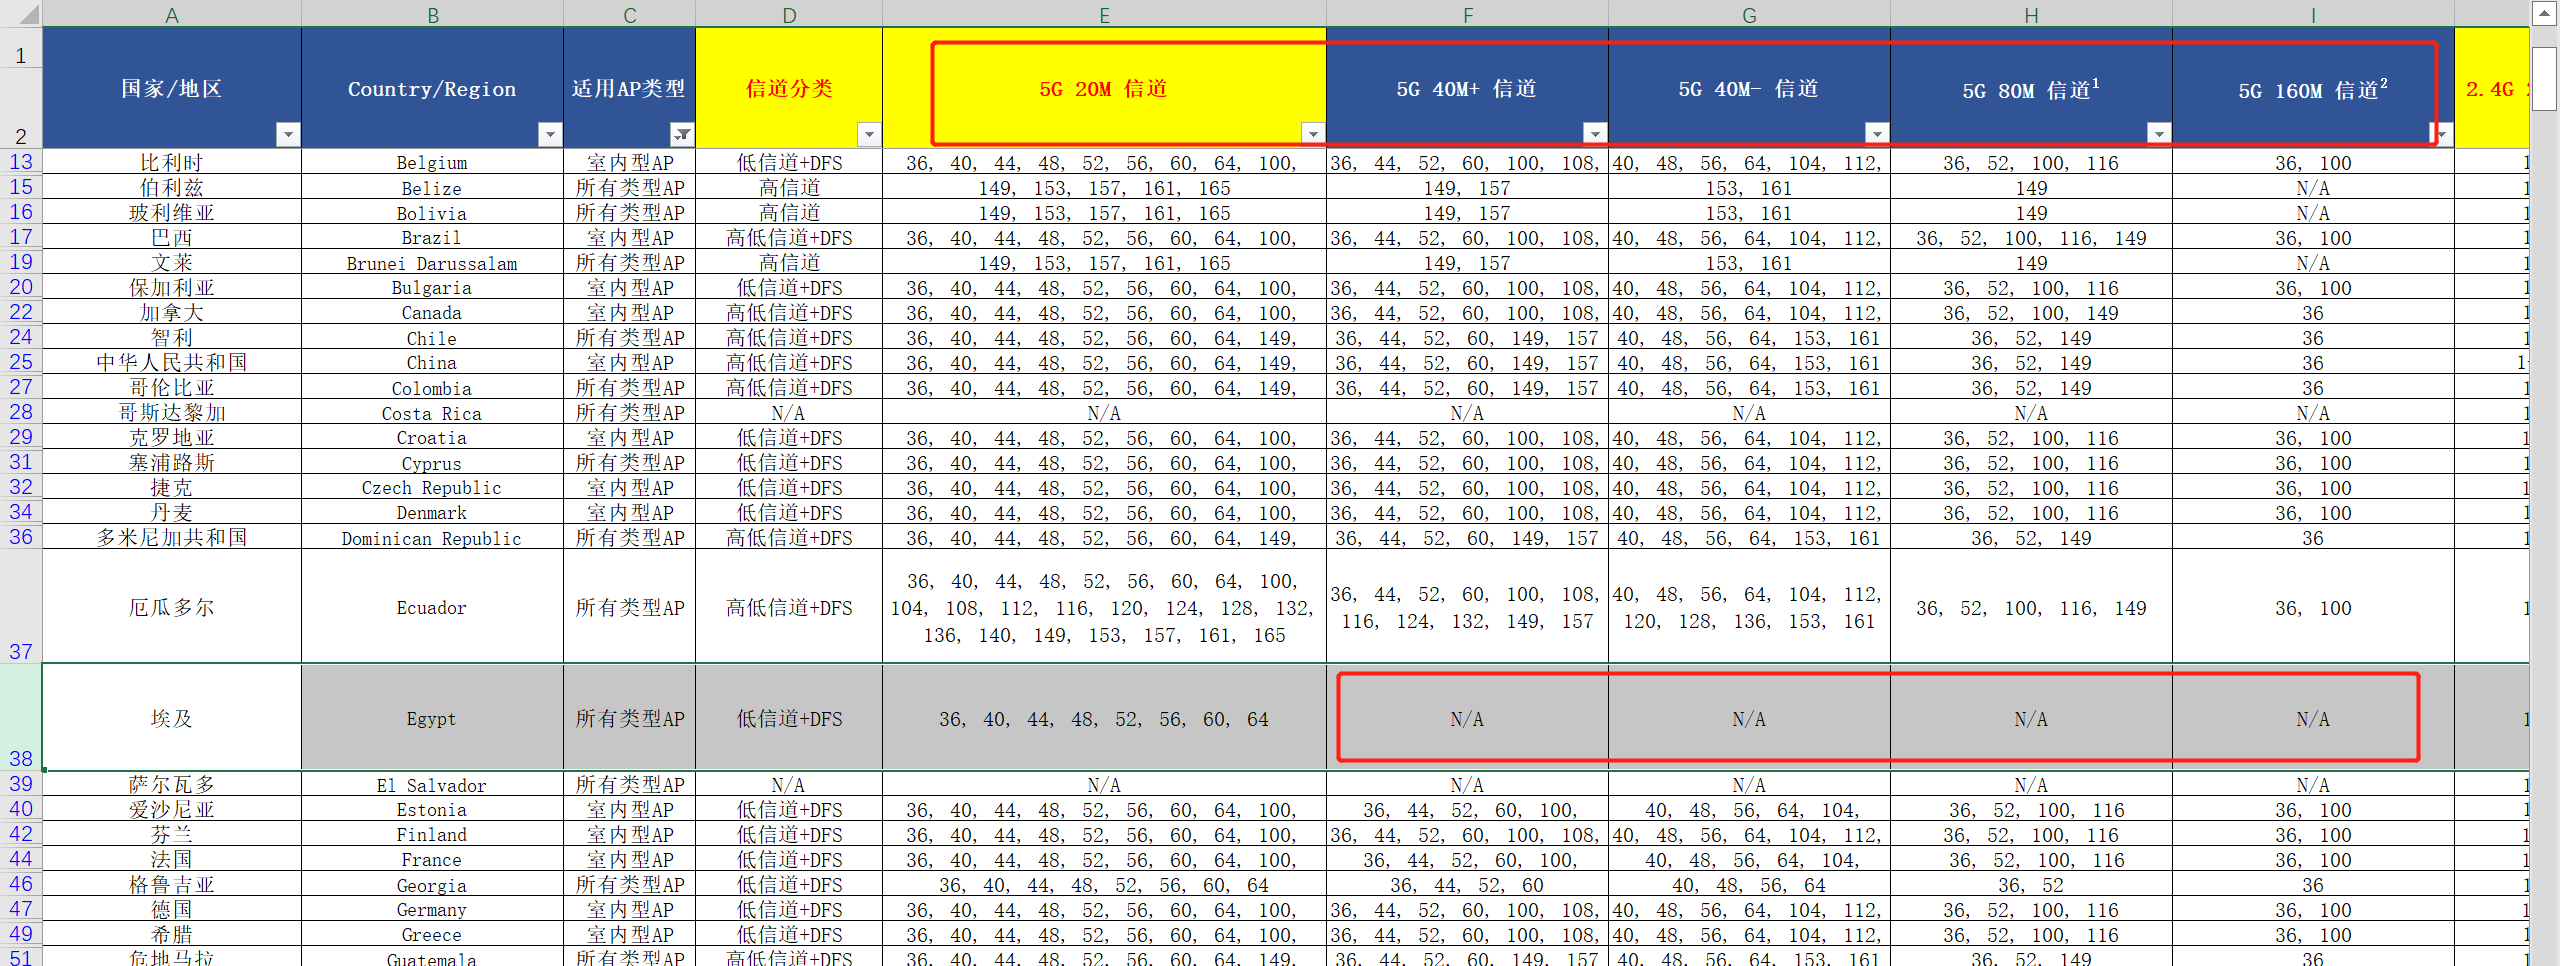 A B C D E F G H I
1
2
国家/地区 Country/Region 适用AP类型 信道分类 5G 20M 信道 5G 40M+ 信道 5G 40M- 信道 5G 80M 信道1 5G 160M 信道2 2.4G
13 比利时 Belgium 室内型AP 低信道+DFS 36, 40, 44, 48, 52, 56, 60, 64, 100, 36, 44, 52, 60, 100, 108, 40, 48, 56, 64, 104, 112, 36, 52, 100, 116 36, 100 1
15 伯利兹 Belize 所有类型AP 高信道 149, 153, 157, 161, 165 149, 157 153, 161 149 N/A 1
16 玻利维亚 Bolivia 所有类型AP 高信道 149, 153, 157, 161, 165 149, 157 153, 161 149 N/A 1
17 巴西 Brazil 室内型AP 高低信道+DFS 36, 40, 44, 48, 52, 56, 60, 64, 100, 36, 44, 52, 60, 100, 108, 40, 48, 56, 64, 104, 112, 36, 52, 100, 116, 149 36, 100 1
19 文莱 Brunei Darussalam 所有类型AP 高信道 149, 153, 157, 161, 165 149, 157 153, 161 149 N/A 1
20 保加利亚 Bulgaria 室内型AP 低信道+DFS 36, 40, 44, 48, 52, 56, 60, 64, 100, 36, 44, 52, 60, 100, 108, 40, 48, 56, 64, 104, 112, 36, 52, 100, 116 36, 100 1
22 加拿大 Canada 室内型AP 高低信道+DFS 36, 40, 44, 48, 52, 56, 60, 64, 100, 36, 44, 52, 60, 100, 108, 40, 48, 56, 64, 104, 112, 36, 52, 100, 149 36 1
24 智利 Chile 所有类型AP 高低信道+DFS 36, 40, 44, 48, 52, 56, 60, 64, 149, 36, 44, 52, 60, 149, 157 40, 48, 56, 64, 153, 161 36, 52, 149 36 1
25 中华人民共和国 China 室内型AP 高低信道+DFS 36, 40, 44, 48, 52, 56, 60, 64, 149, 36, 44, 52, 60, 149, 157 40, 48, 56, 64, 153, 161 36, 52, 149 36 1
27 哥伦比亚 Colombia 所有类型AP 高低信道+DFS 36, 40, 44, 48, 52, 56, 60, 64, 149, 36, 44, 52, 60, 149, 157 40, 48, 56, 64, 153, 161 36, 52, 149 36 1
28 哥斯达黎加 Costa Rica 所有类型AP N/A N/A N/A N/A N/A N/A 1
29 克罗地亚 Croatia 室内型AP 低信道+DFS 36, 40, 44, 48, 52, 56, 60, 64, 100, 36, 44, 52, 60, 100, 108, 40, 48, 56, 64, 104, 112, 36, 52, 100, 116 36, 100 1
31 塞浦路斯 Cyprus 所有类型AP 低信道+DFS 36, 40, 44, 48, 52, 56, 60, 64, 100, 36, 44, 52, 60, 100, 108, 40, 48, 56, 64, 104, 112, 36, 52, 100, 116 36, 100 1
32 捷克 Czech Republic 室内型AP 低信道+DFS 36, 40, 44, 48, 52, 56, 60, 64, 100, 36, 44, 52, 60, 100, 108, 40, 48, 56, 64, 104, 112, 36, 52, 100, 116 36, 100 1
34 丹麦 Denmark 室内型AP 低信道+DFS 36, 40, 44, 48, 52, 56, 60, 64, 100, 36, 44, 52, 60, 100, 108, 40, 48, 56, 64, 104, 112, 36, 52, 100, 116 36, 100 1
36 多米尼加共和国 Dominican Republic 所有类型AP 高低信道+DFS 36, 40, 44, 48, 52, 56, 60, 64, 149, 36, 44, 52, 60, 149, 157 40, 48, 56, 64, 153, 161 36, 52, 149 36 1
36, 40, 44, 48, 52, 56, 60, 64, 100,
104, 108, 112, 116, 120, 124, 128, 132,
136, 140, 149, 153, 157, 161, 165
36, 44, 52, 60, 100, 108,
116, 124, 132, 149, 157
40, 48, 56, 64, 104, 112,
120, 128, 136, 153, 161
37 厄瓜多尔 Ecuador 所有类型AP 高低信道+DFS 36, 52, 100, 116, 149 36, 100 1
38 埃及 Egypt 所有类型AP 低信道+DFS 36, 40, 44, 48, 52, 56, 60, 64 N/A N/A N/A N/A 1
39 萨尔瓦多 El Salvador 所有类型AP N/A N/A N/A N/A N/A N/A 1
40 爱沙尼亚 Estonia 室内型AP 低信道+DFS 36, 40, 44, 48, 52, 56, 60, 64, 100, 36, 44, 52, 60, 100, 40, 48, 56, 64, 104, 36, 52, 100, 116 36, 100 1
42 芬兰 Finland 室内型AP 低信道+DFS 36, 40, 44, 48, 52, 56, 60, 64, 100, 36, 44, 52, 60, 100, 108, 40, 48, 56, 64, 104, 112, 36, 52, 100, 116 36, 100 1
44 法国 France 室内型AP 低信道+DFS 36, 40, 44, 48, 52, 56, 60, 64, 100, 36, 44, 52, 60, 100, 40, 48, 56, 64, 104, 36, 52, 100, 116 36, 100 1
46 格鲁吉亚 Georgia 所有类型AP 低信道+DFS 36, 40, 44, 48, 52, 56, 60, 64 36, 44, 52, 60 40, 48, 56, 64 36, 52 36 1
47 德国 Germany 室内型AP 低信道+DFS 36, 40, 44, 48, 52, 56, 60, 64, 100, 36, 44, 52, 60, 100, 108, 40, 48, 56, 64, 104, 112, 36, 52, 100, 116 36, 100 1
49 希腊 Greece 室内型AP 低信道+DFS 36, 40, 44, 48, 52, 56, 60, 64, 100, 36, 44, 52, 60, 100, 108, 40, 48, 56, 64, 104, 112, 36, 52, 100, 116 36, 100 1
51 危地马拉 Guatemala 所有类型AP 高低信道+DFS 36, 40, 44, 48, 52, 56, 60, 64, 149, 36, 44, 52, 60, 149, 157 40, 48, 56, 64, 153, 161 36, 52, 149 36 1